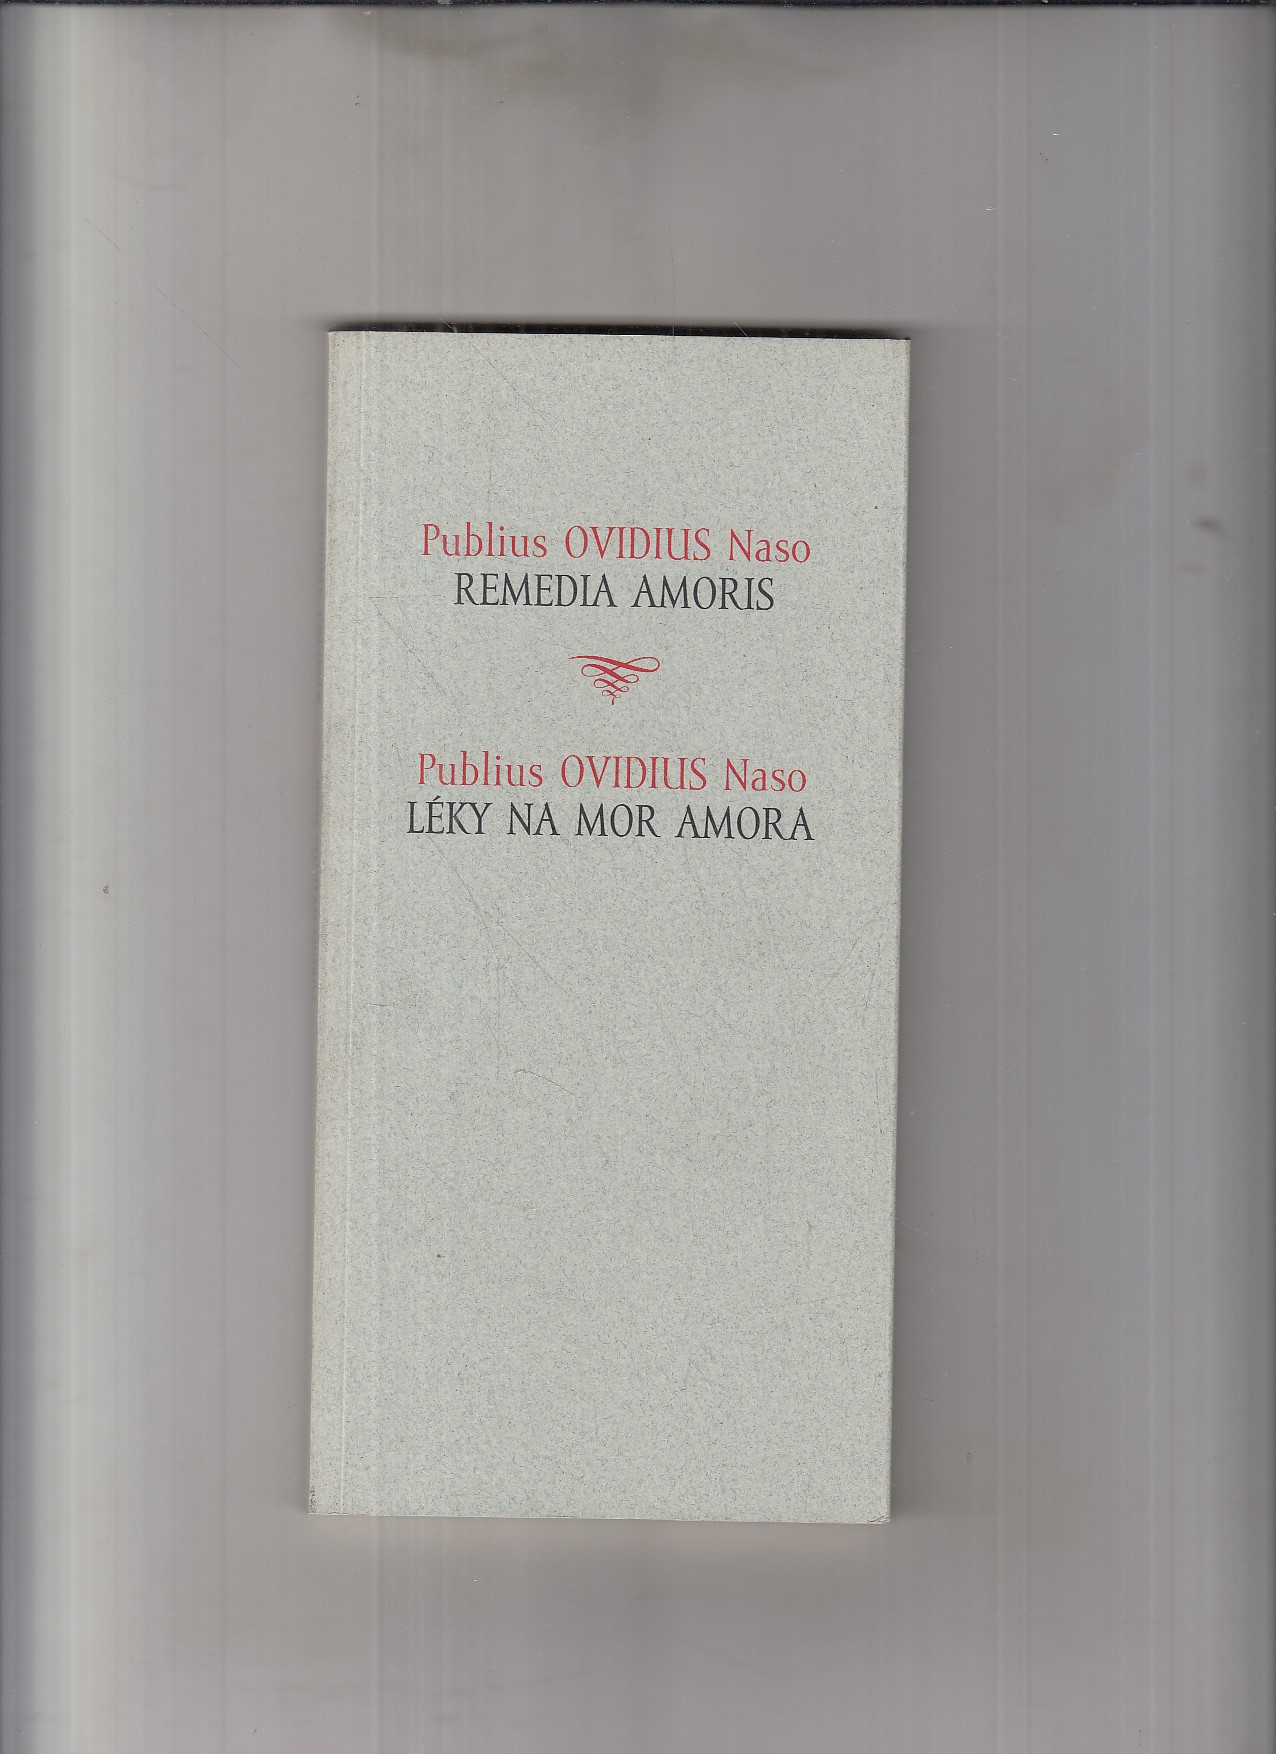 Publius OVIDIUS Naso
REMEDIA AMORIS
Publius OVIDIUS Naso
LÉKY NA MOR AMORA